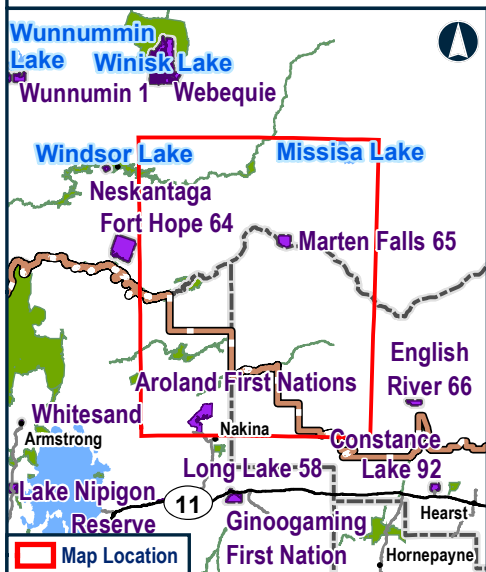 Wunnummin
Lake
Winisk Lake
Wunnumin 1
Webequie
Windsor Lake
Missisa Lake
Neskantaga
Fort Hope 64
Marten Falls 65
English
River 66
Aroland First Nations
Whitesand
Armstrong
Nakina
Constance
Lake 92
Long Lake 58
Lake Nipigon
Reserve
11
Ginoogaming
First Nation
Hearst
Hornepayne
Map Location